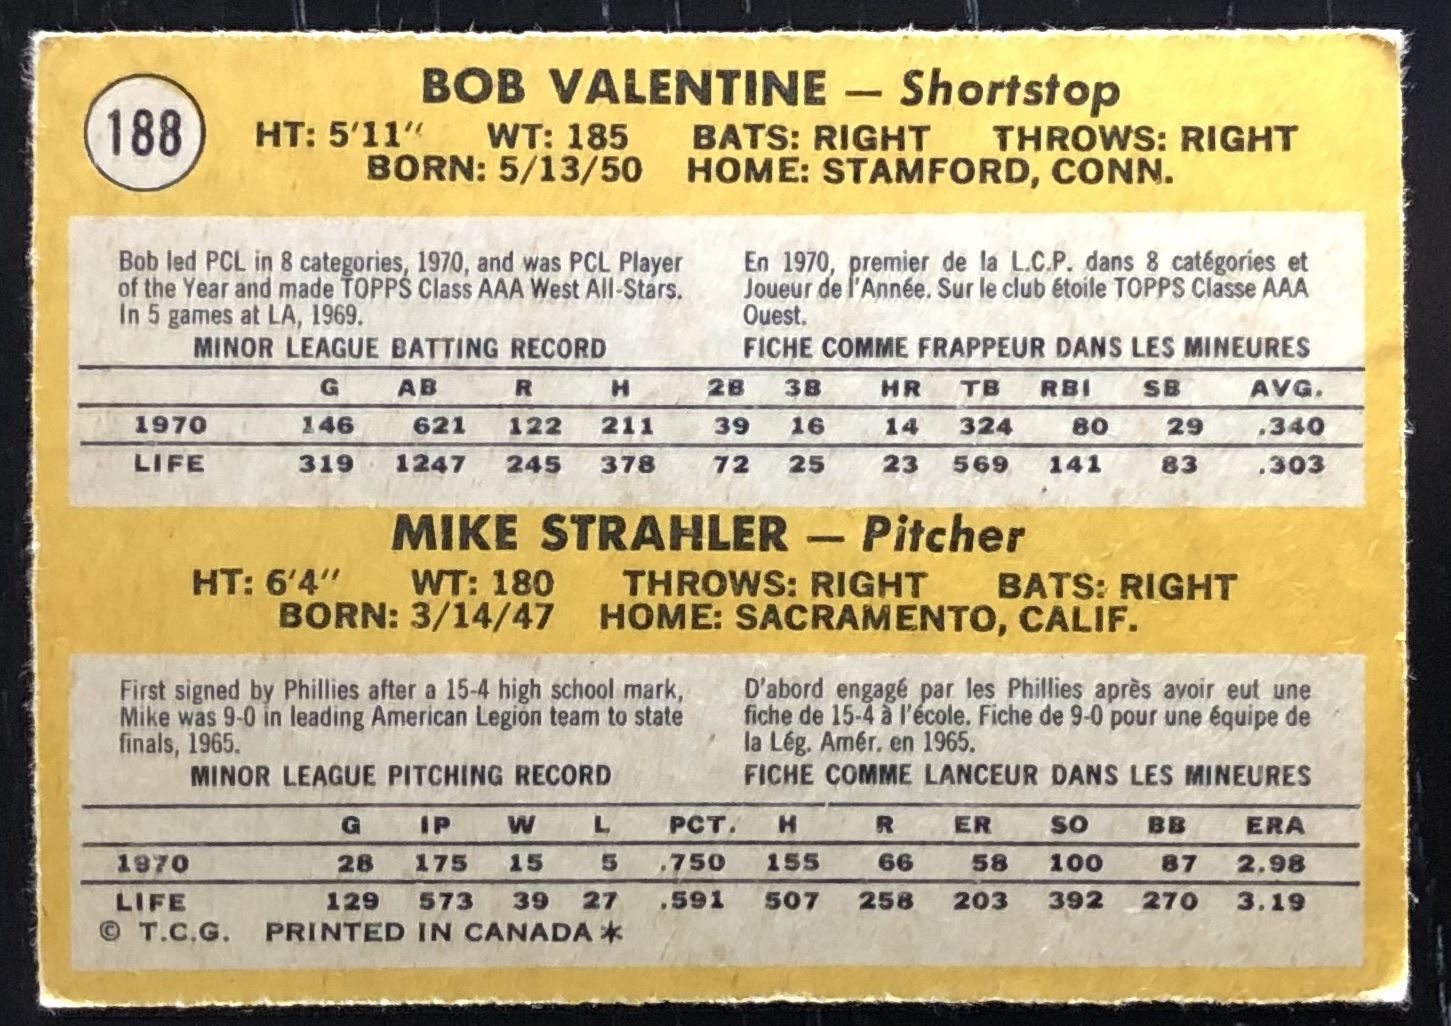 188
BOB VALENTINE — Shortstop
HT: 5'11" WT: 185 BATS: RIGHT THROWS: RIGHT
BORN: 5/13/50 HOME: STAMFORD, CONN.
Bob led PCL in 8 categories, 1970, and was PCL Player
of the Year and made TOPPS Class AAA West All-Stars.
In 5 games at LA, 1969.
En 1970, premier de la L.C.P. dans 8 catégories et
Joueur de l'Année. Sur le club étoile TOPPS Classe AAA
Ouest.
MINOR LEAGUE BATTING RECORD FICHE COMME FRAPPEUR DANS LES MINEURES
G AB R H 2B 3B HR TB RBI SB AVG.
1970 146 621 122 211 39 16 14 324 80 29 .340
LIFE 319 1247 245 378 72 25 23 569 141 83 .303
MIKE STRAHLER — Pitcher
HT: 6'4" WT: 180 THROWS: RIGHT BATS: RIGHT
BORN: 3/14/47 HOME: SACRAMENTO, CALIF.
First signed by Phillies after a 15-4 high school mark,
Mike was 9-0 in leading American Legion team to state
finals, 1965.
D'abord engagé par les Phillies après avoir eut une
fiche de 15-4 à l'école. Fiche de 9-0 pour une équipe de
la Lég. Amér. en 1965.
MINOR LEAGUE PITCHING RECORD FICHE COMME LANCEUR DANS LES MINEURES
G IP W L PCT. H R ER SO BB ERA
1970 28 175 15 5 .750 155 66 58 100 87 2.98
LIFE 129 573 39 27 .591 507 258 203 392 270 3.19
© T.C.G. PRINTED IN CANADA *